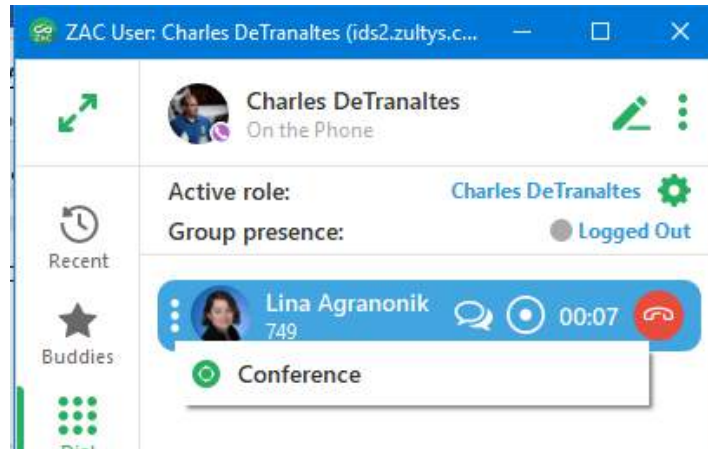 ZAC User: Charles DeTranaltes (ids2.zultys.c...
Charles DeTranaltes
On the Phone
Active role: Charles DeTranaltes
Group presence: Logged Out
Recent
Lina Agranonik 00:07
749
Buddies
Conference